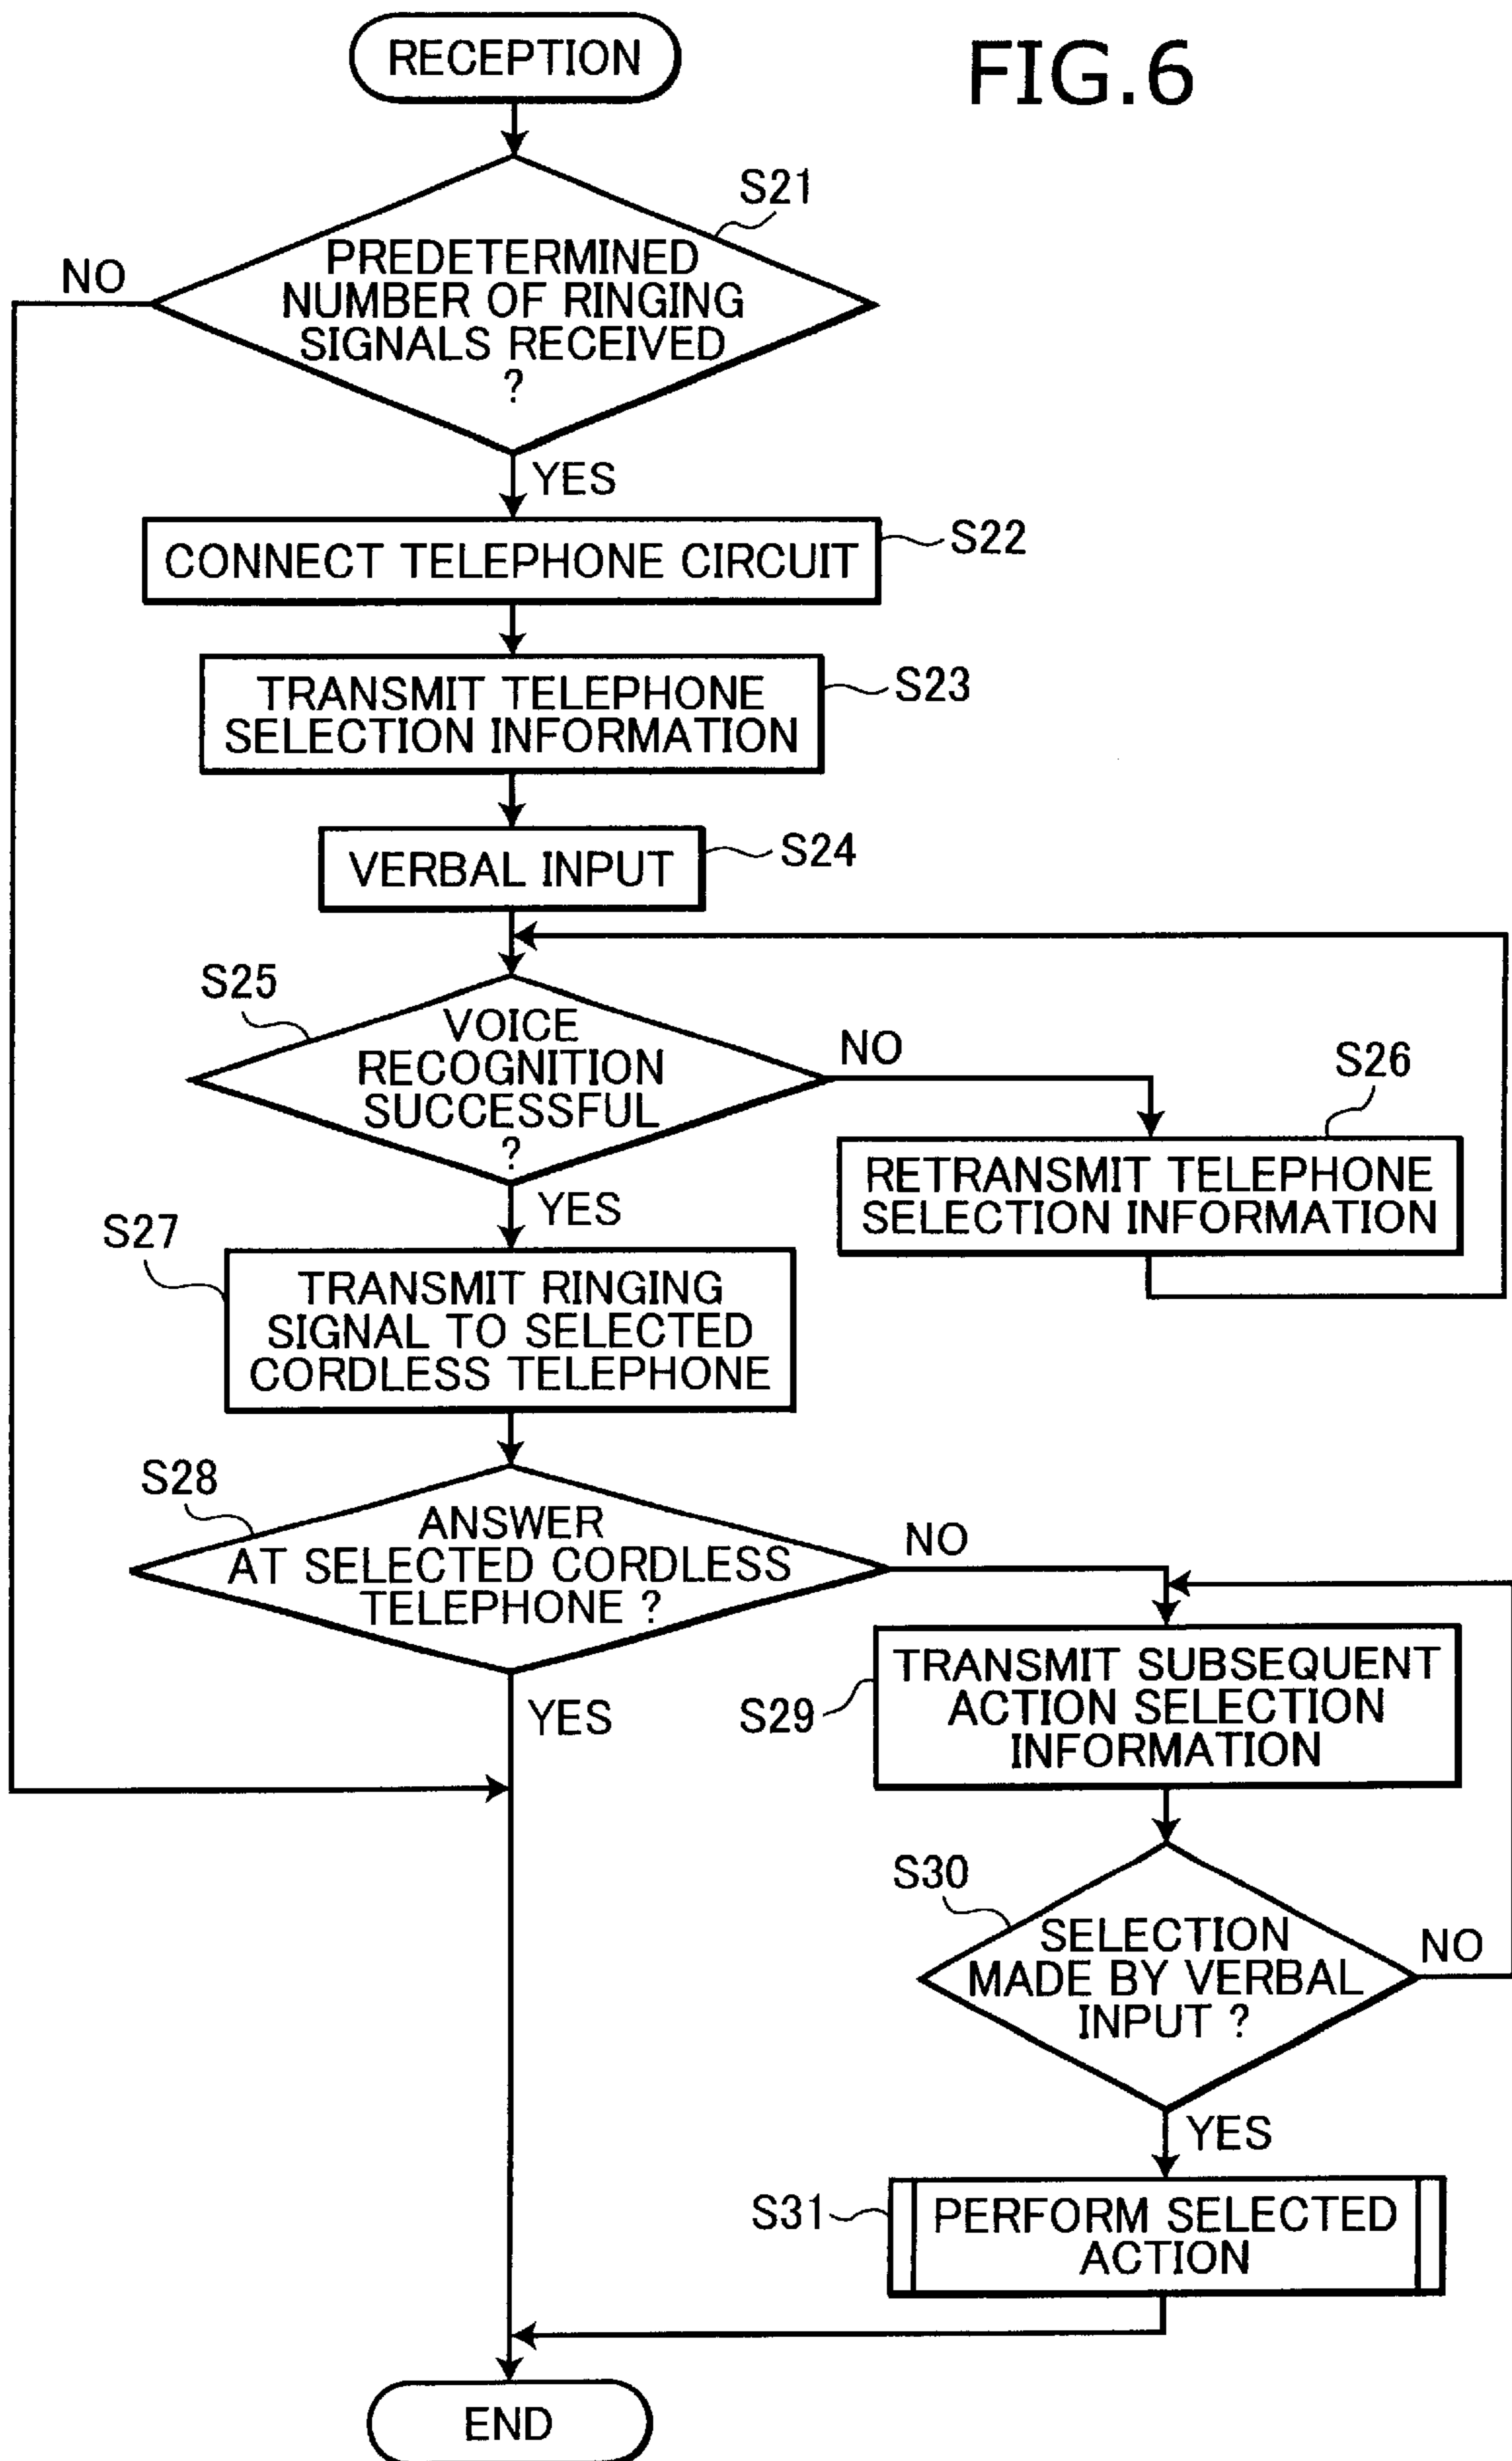 RECEPTION
FIG.6
S21
PREDETERMINED
NUMBER OF RINGING
SIGNALS RECEIVED
?
NO
YES
CONNECT TELEPHONE CIRCUIT
S22
TRANSMIT TELEPHONE
SELECTION INFORMATION
S23
VERBAL INPUT
S24
S25
VOICE
RECOGNITION
SUCCESSFUL
?
NO
S26
RETRANSMIT TELEPHONE
SELECTION INFORMATION
YES
S27
TRANSMIT RINGING
SIGNAL TO SELECTED
CORDLESS TELEPHONE
S28
ANSWER
AT SELECTED CORDLESS
TELEPHONE ?
NO
YES
S29
TRANSMIT SUBSEQUENT
ACTION SELECTION
INFORMATION
S30
SELECTION
MADE BY VERBAL
INPUT ?
NO
YES
S31
PERFORM SELECTED
ACTION
END